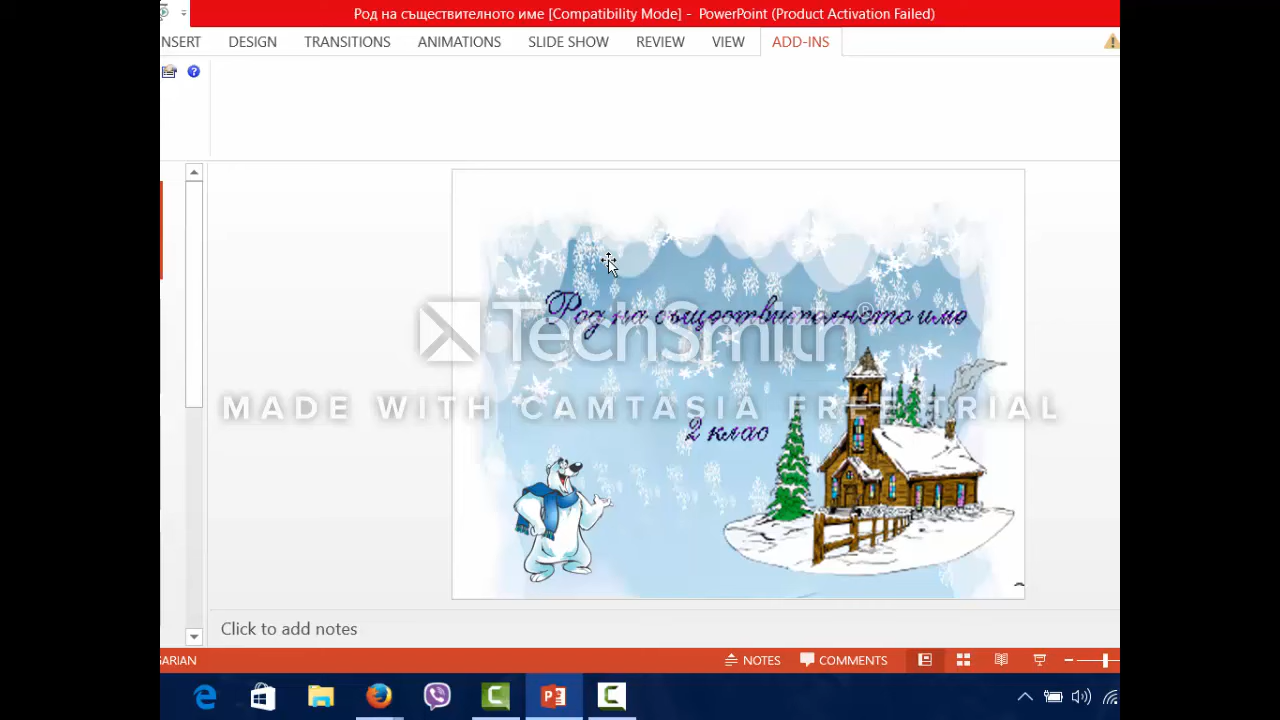 Род на съществителното име [Compatibility Mode] - PowerPoint (Product Activation Failed)
NSERT DESIGN TRANSITIONS ANIMATIONS SLIDE SHOW REVIEW VIEW ADD-INS
Род на съществителното име
TechSmith®
MADE WITH CAMTASIA FREE TRIAL
2 клас
Click to add notes
GARIAN NOTES COMMENTS